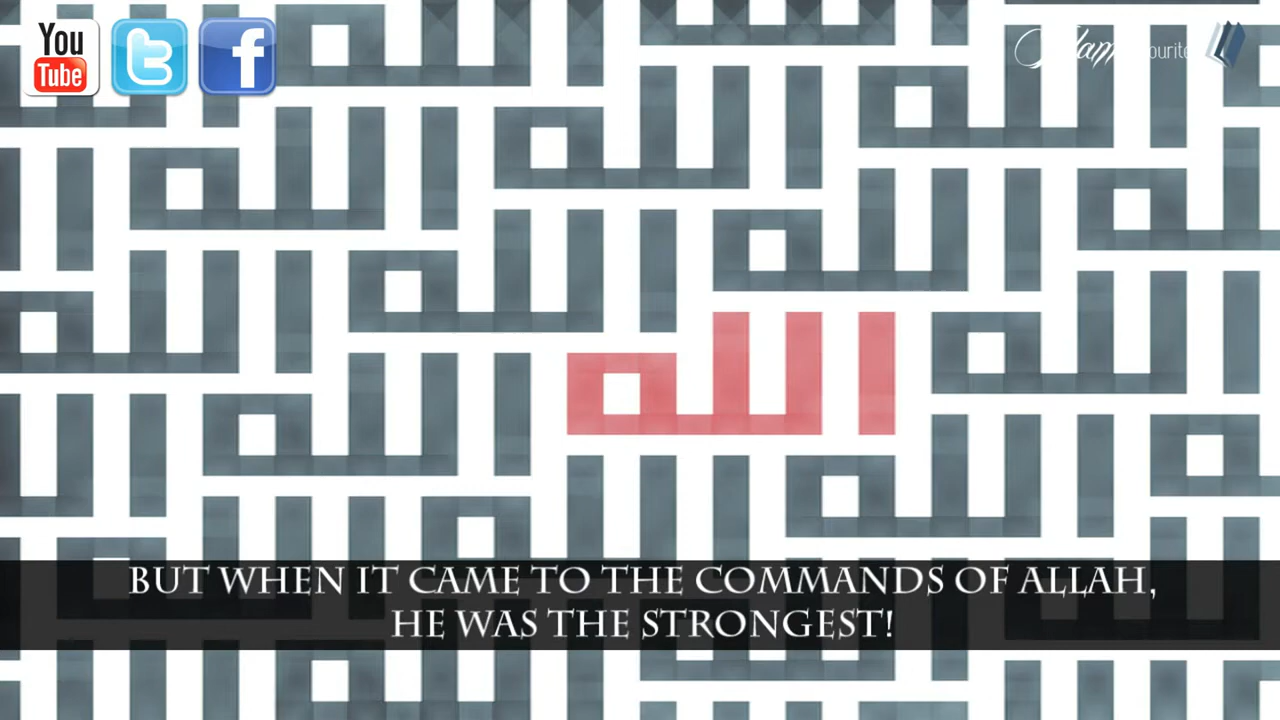 You
Tube
الله
BUT WHEN IT CAME TO THE COMMANDS OF ALLAH,
HE WAS THE STRONGEST!